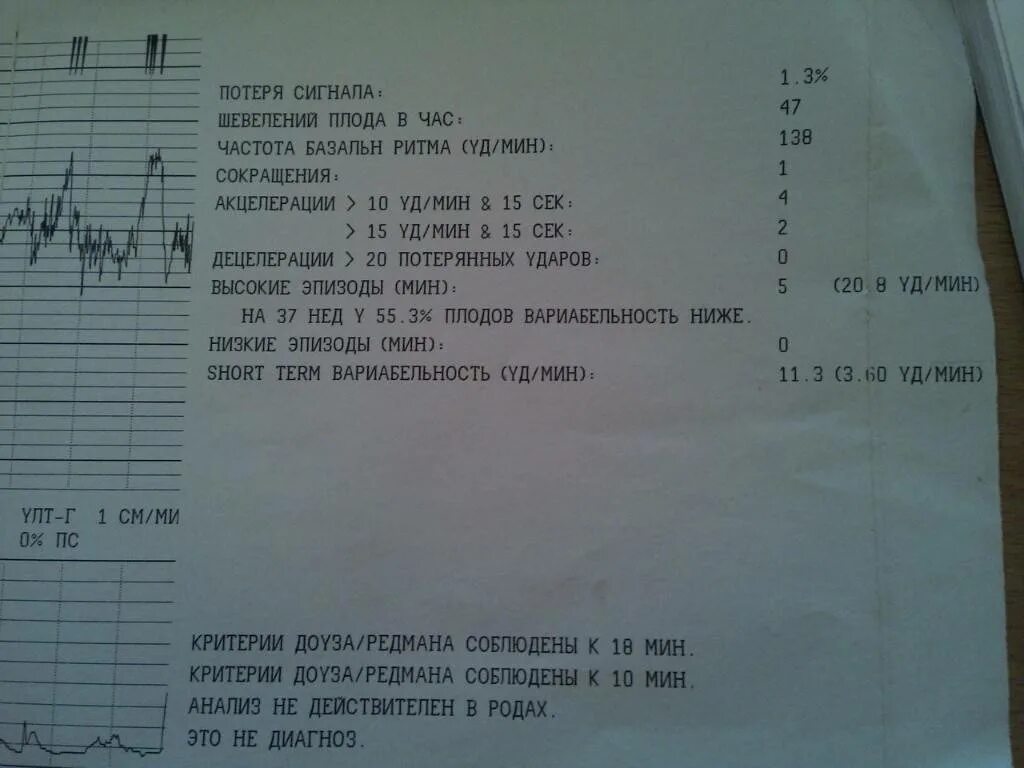 ПОТЕРЯ СИГНАЛА: 1.3%
ШЕВЕЛЕНИЙ ПЛОДА В ЧАС: 47
ЧАСТОТА БАЗАЛЬН РИТМА (УД/МИН): 138
СОКРАЩЕНИЯ: 1
АКЦЕЛЕРАЦИИ > 10 УД/МИН & 15 СЕК: 4
> 15 УД/МИН & 15 СЕК: 2
ДЕЦЕЛЕРАЦИИ > 20 ПОТЕРЯННЫХ УДАРОВ: 0
ВЫСОКИЕ ЭПИЗОДЫ (МИН): 5 (20.8 УД/МИН)
НА 37 НЕД У 55.3% ПЛОДОВ ВАРИАБЕЛЬНОСТЬ НИЖЕ.
НИЗКИЕ ЭПИЗОДЫ (МИН): 0
SHORT TERM ВАРИАБЕЛЬНОСТЬ (УД/МИН): 11.3 (3.60 УД/МИН)
УЛТ-Г 1 СМ/МИ
0% ПС
КРИТЕРИИ ДОУЗА/РЕДМАНА СОБЛЮДЕНЫ К 18 МИН.
КРИТЕРИИ ДОУЗА/РЕДМАНА СОБЛЮДЕНЫ К 10 МИН.
АНАЛИЗ НЕ ДЕЙСТВИТЕЛЕН В РОДАХ.
ЭТО НЕ ДИАГНОЗ.